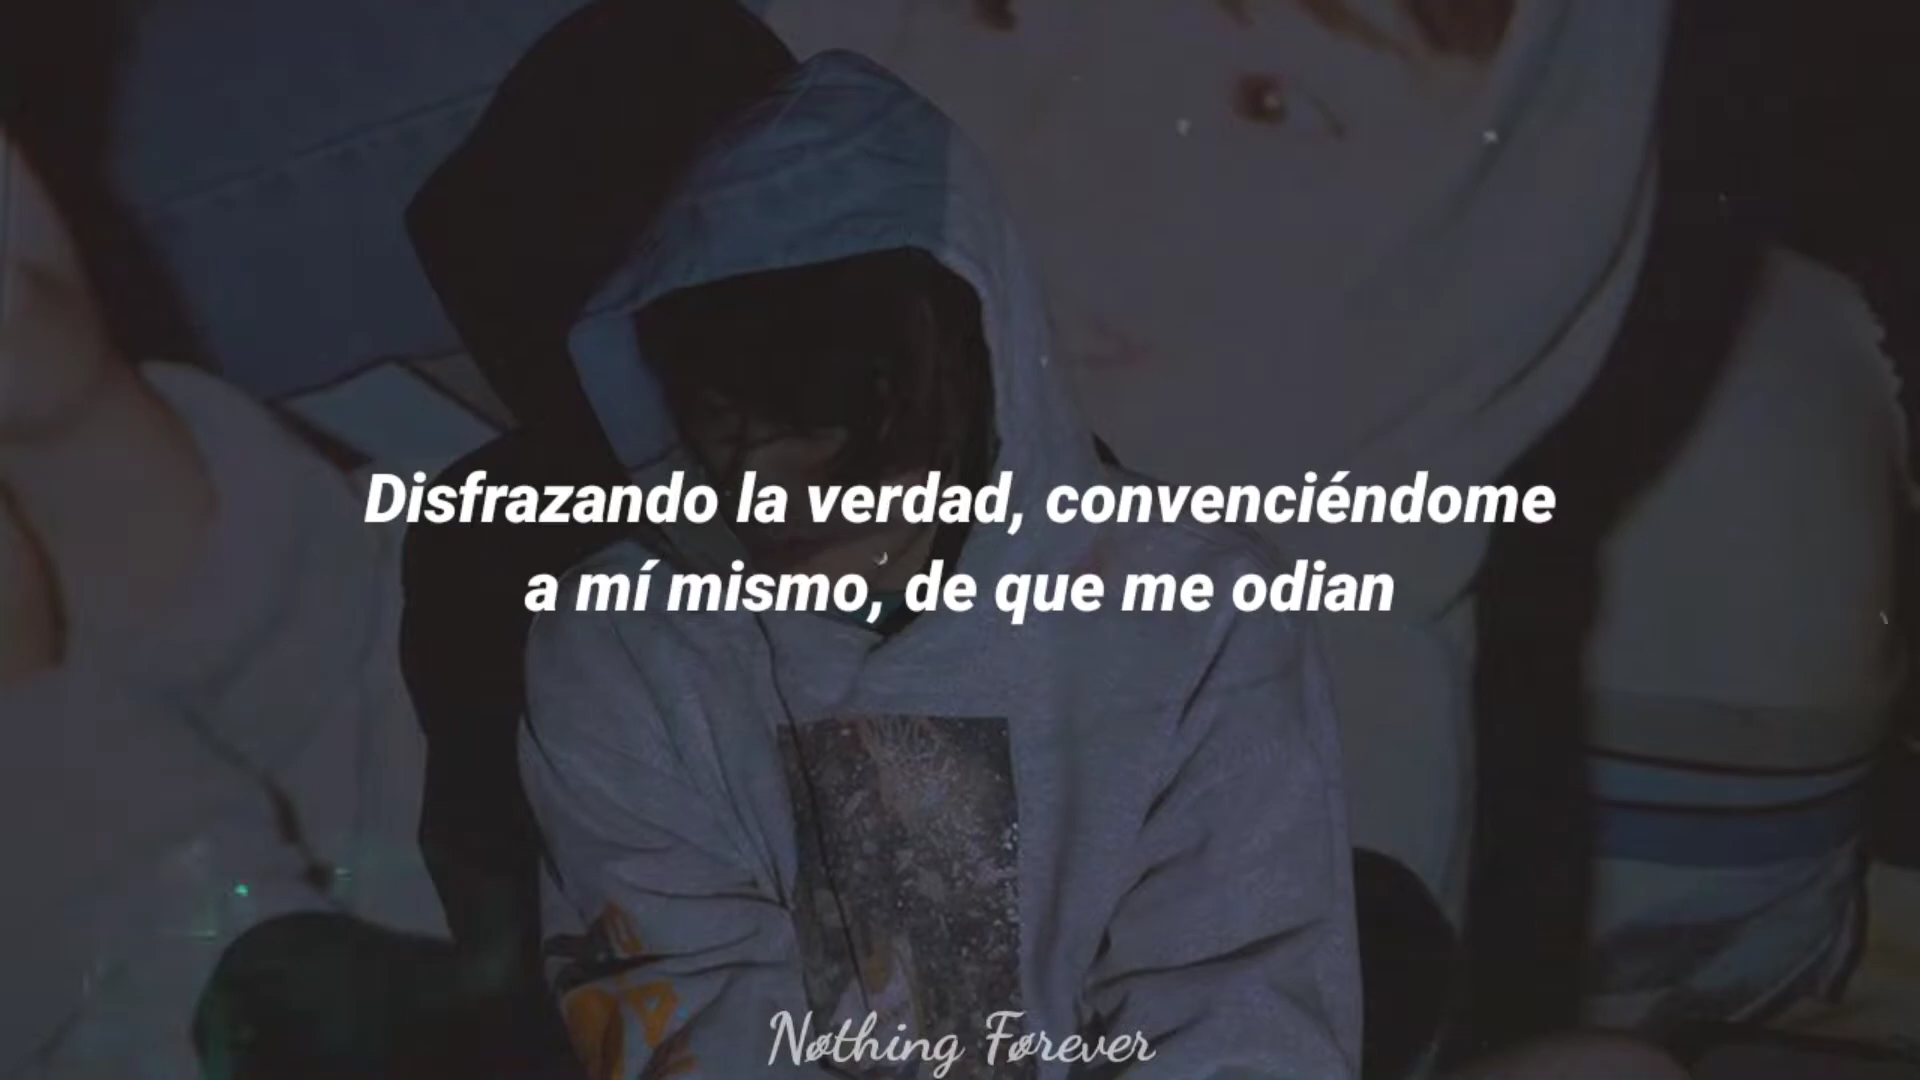 Disfrazando la verdad, convenciéndome
a mí mismo, de que me odian
Nøthing Førever